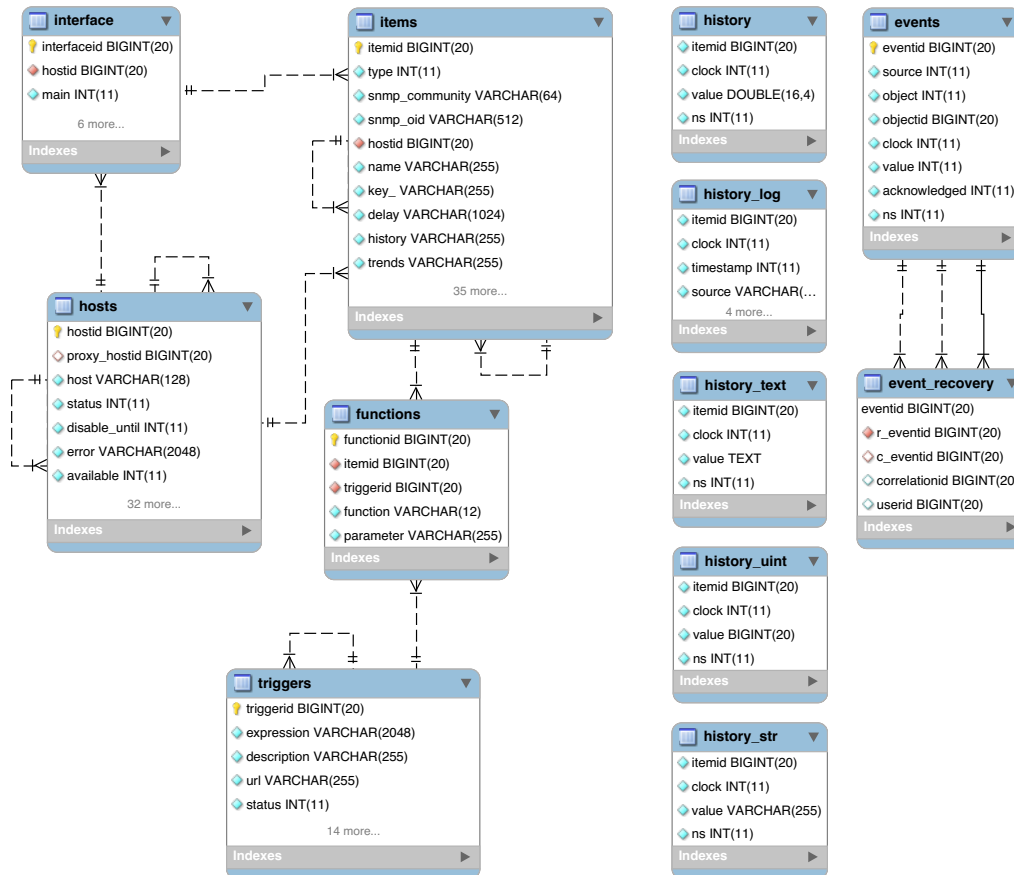 interface
interfaceid BIGINT(20)
hostid BIGINT(20)
main INT(11)
6 more...
Indexes
items
itemid BIGINT(20)
type INT(11)
snmp_community VARCHAR(64)
snmp_oid VARCHAR(512)
hostid BIGINT(20)
name VARCHAR(255)
key_ VARCHAR(255)
delay VARCHAR(1024)
history VARCHAR(255)
trends VARCHAR(255)
35 more...
Indexes
hosts
hostid BIGINT(20)
proxy_hostid BIGINT(20)
host VARCHAR(128)
status INT(11)
disable_until INT(11)
error VARCHAR(2048)
available INT(11)
32 more...
Indexes
functions
functionid BIGINT(20)
itemid BIGINT(20)
triggerid BIGINT(20)
function VARCHAR(12)
parameter VARCHAR(255)
Indexes
triggers
triggerid BIGINT(20)
expression VARCHAR(2048)
description VARCHAR(255)
url VARCHAR(255)
status INT(11)
14 more...
Indexes
history
itemid BIGINT(20)
clock INT(11)
value DOUBLE(16,4)
ns INT(11)
Indexes
history_log
itemid BIGINT(20)
clock INT(11)
timestamp INT(11)
source VARCHAR(...
4 more...
Indexes
history_text
itemid BIGINT(20)
clock INT(11)
value TEXT
ns INT(11)
Indexes
history_uint
itemid BIGINT(20)
clock INT(11)
value BIGINT(20)
ns INT(11)
Indexes
history_str
itemid BIGINT(20)
clock INT(11)
value VARCHAR(255)
ns INT(11)
Indexes
events
eventid BIGINT(20)
source INT(11)
object INT(11)
objectid BIGINT(20)
clock INT(11)
value INT(11)
acknowledged INT(11)
ns INT(11)
Indexes
event_recovery
eventid BIGINT(20)
r_eventid BIGINT(20)
c_eventid BIGINT(20)
correlationid BIGINT(20
userid BIGINT(20)
Indexes